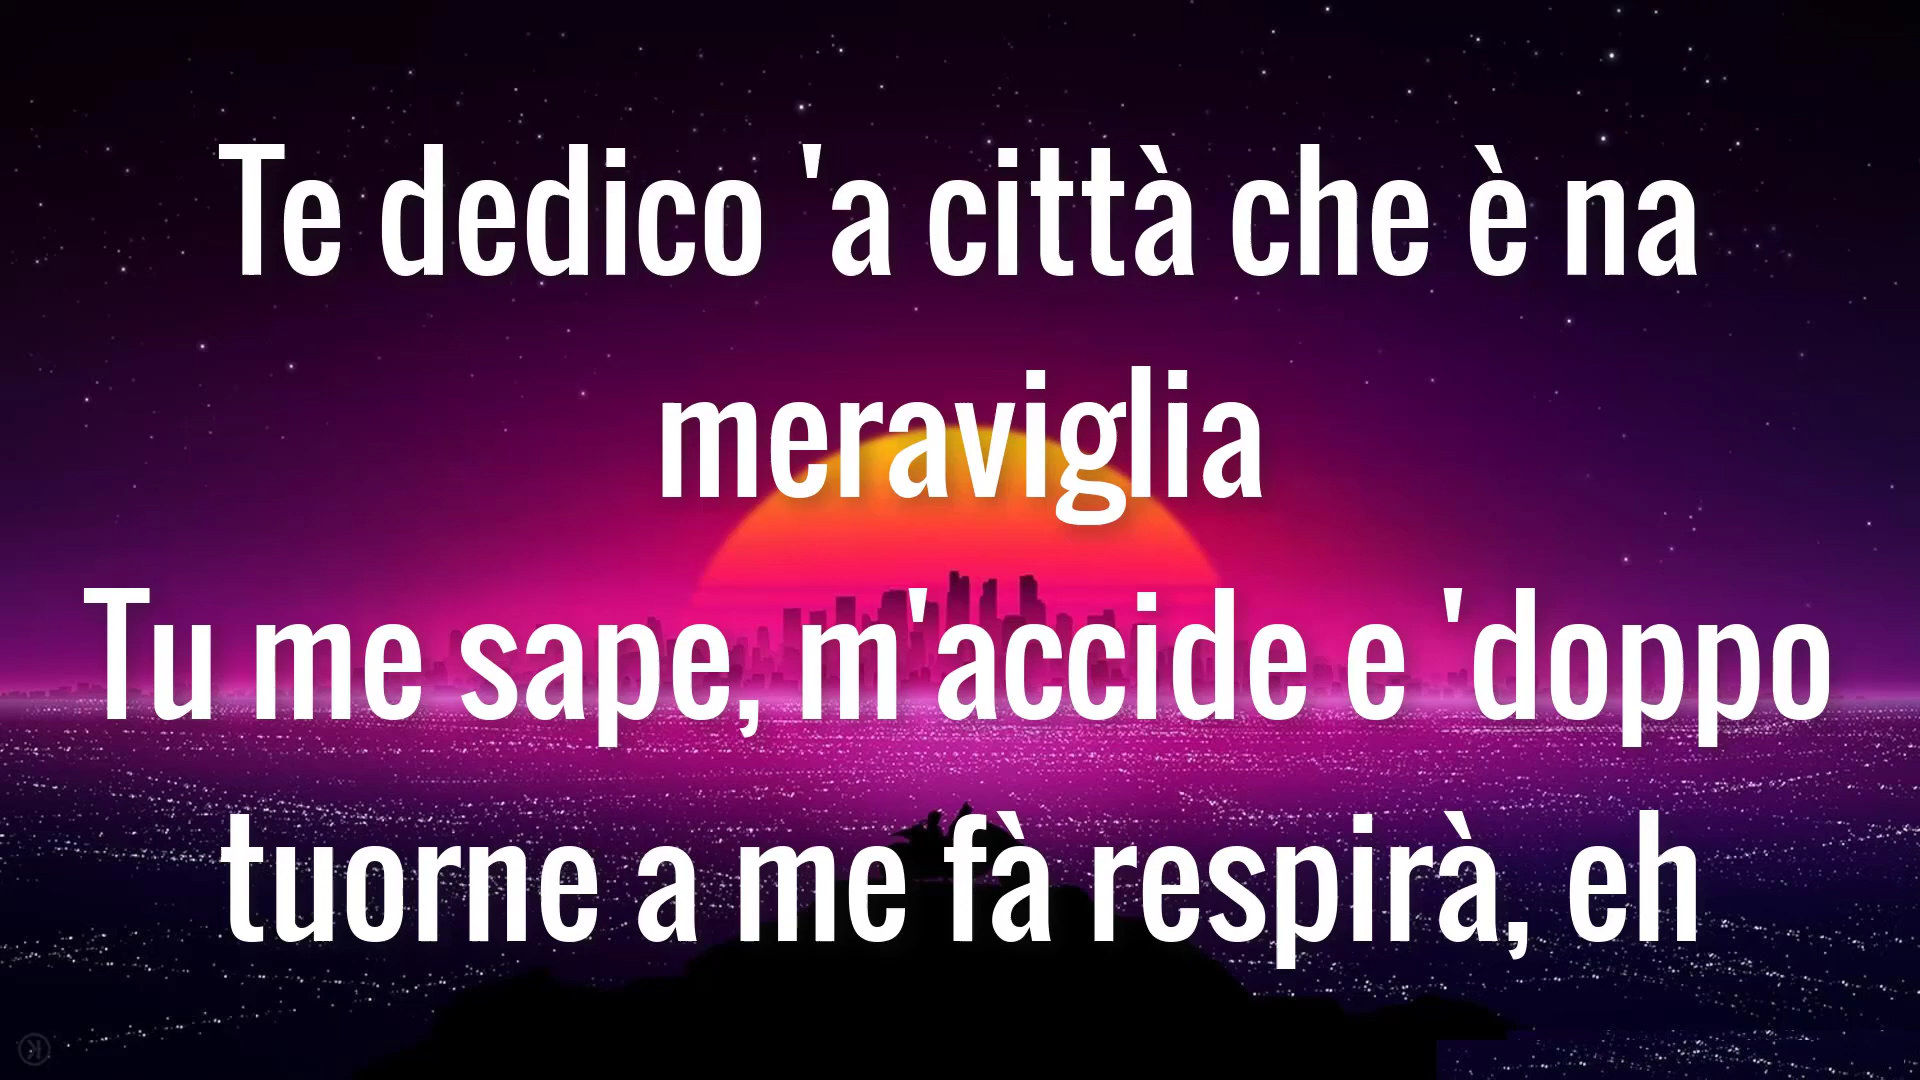 Te dedico 'a città che è na
meraviglia
Tu me sape, m'accide e 'doppo
tuorne a me fà respirà, eh